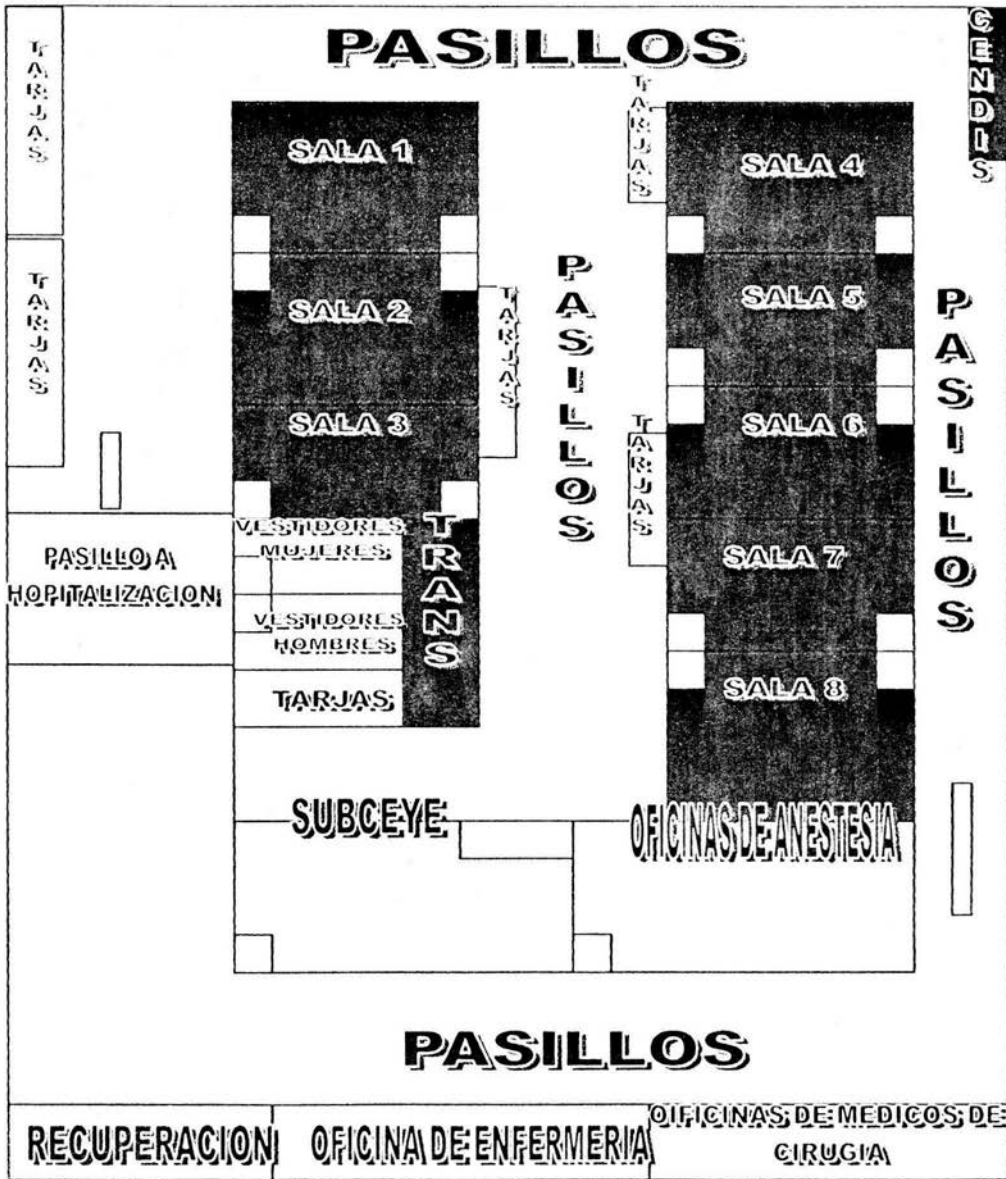 PASILLOS
CENDIS
TARJAS
TARJAS
SALA 1
SALA 4
TARJAS
SALA 2
TARJAS
PASILLOS
SALA 5
PASILLOS
SALA 3
TARJAS
SALA 6
VESTIDORES
MUJERES
TRANS
PASILLO A
HOPITALIZACION
SALA 7
VESTIDORES
HOMBRES
TARJAS
SALA 8
SUBCEYE
OFICINAS DE ANESTESIA
PASILLOS
RECUPERACION
OFICINA DE ENFERMERIA
OIFICINAS DE MEDICOS DE
CIRUGIA